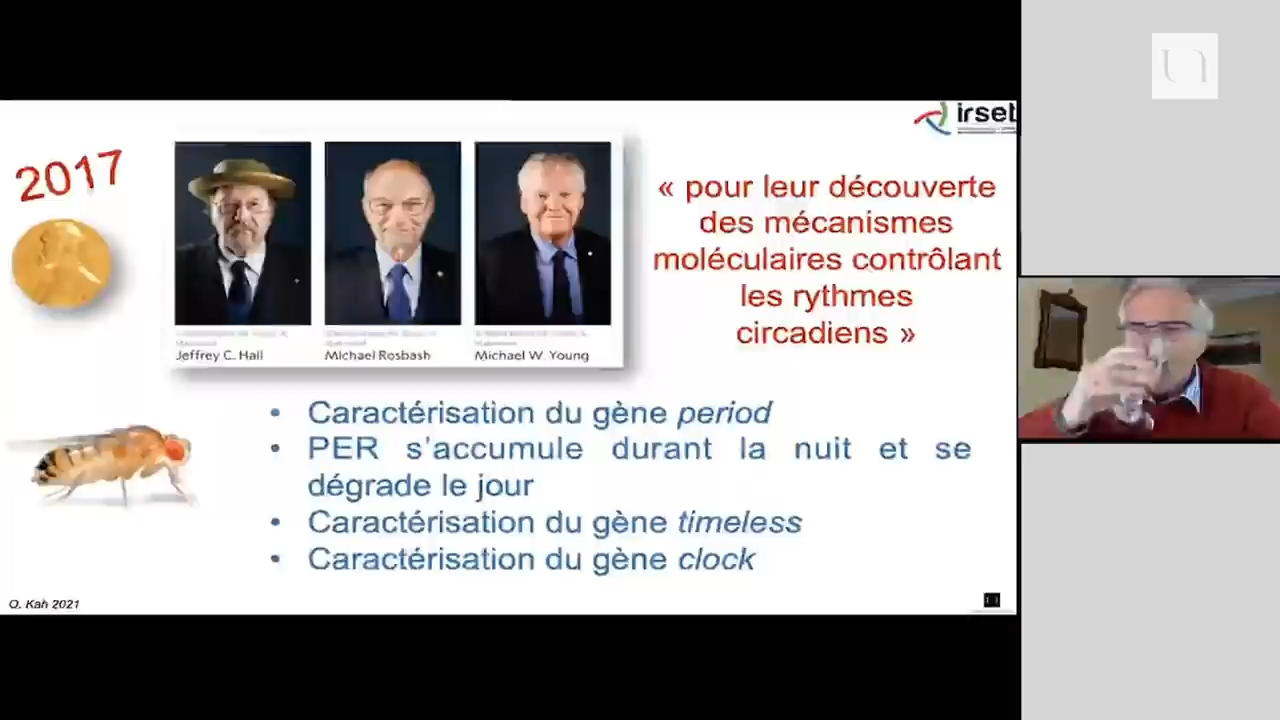 irset
2017
« pour leur découverte
des mécanismes
moléculaires contrôlant
les rythmes
circadiens »
Jeffrey C. Hall
Michael Rosbash
Michael W. Young
• Caractérisation du gène period
• PER s'accumule durant la nuit et se
dégrade le jour
• Caractérisation du gène timeless
• Caractérisation du gène clock
O. Kah 2021